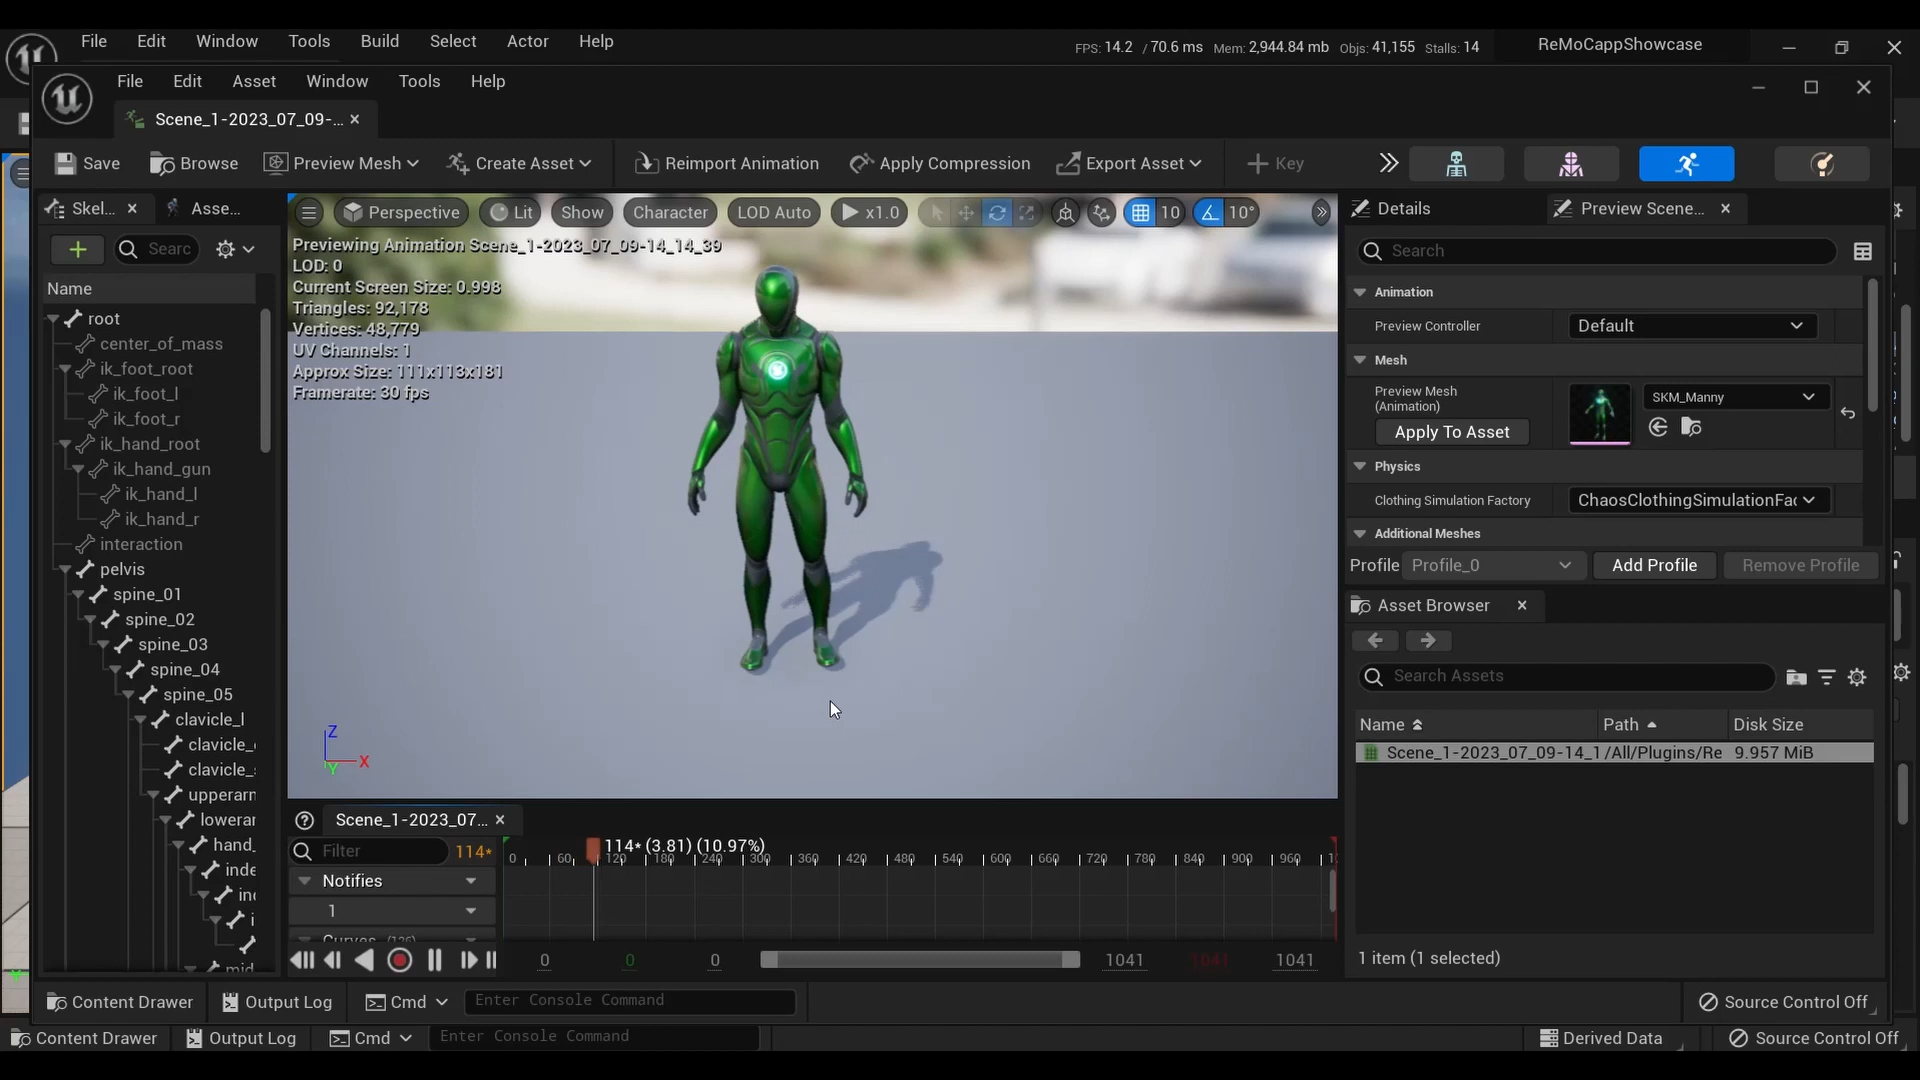 File Edit Window Tools Build Select Actor Help
FPS: 14.2 / 70.6 ms Mem: 2,944.84 mb Objs: 41,155 Stalls: 14
ReMoCappShowcase
File Edit Asset Window Tools Help
Scene_1-2023_07_09-...
Save Browse Preview Mesh Create Asset Reimport Animation Apply Compression Export Asset Key
Skel... Asse...
Searc
Name
root
center_of_mass
ik_foot_root
ik_foot_l
ik_foot_r
ik_hand_root
ik_hand_gun
ik_hand_l
ik_hand_r
interaction
pelvis
spine_01
spine_02
spine_03
spine_04
spine_05
clavicle_l
clavicle_
clavicle_
upperarn
lowerar
hand_
inde
Perspective Lit Show Character LOD Auto x1.0 10 10°
Previewing Animation Scene_1-2023_07_09-14_14_39
LOD: 0
Current Screen Size: 0.998
Triangles: 92,178
Vertices: 48,779
UV Channels: 1
Approx Size: 111x113x181
Framerate: 30 fps
Z
X
Y
Details Preview Scene...
Search
Animation
Preview Controller Default
Mesh
Preview Mesh
(Animation)
SKM_Manny
Apply To Asset
Physics
Clothing Simulation Factory ChaosClothingSimulationFac
Additional Meshes
Profile Profile_0 Add Profile Remove Profile
Asset Browser
Search Assets
Name Path Disk Size
Scene_1-2023_07_09-14_1 /All/Plugins/Re 9.957 MiB
1 item (1 selected)
Scene_1-2023_07...
Filter 114*
114* (3.81) (10.97%)
0 60 120 180 240 300 360 420 480 540 600 660 720 780 840 900 960
Notifies
1
Curves (126)
0 0 0 1041 1041 1041
Content Drawer Output Log Cmd Enter Console Command Source Control Off
Content Drawer Output Log Cmd Enter Console Command Derived Data Source Control Off